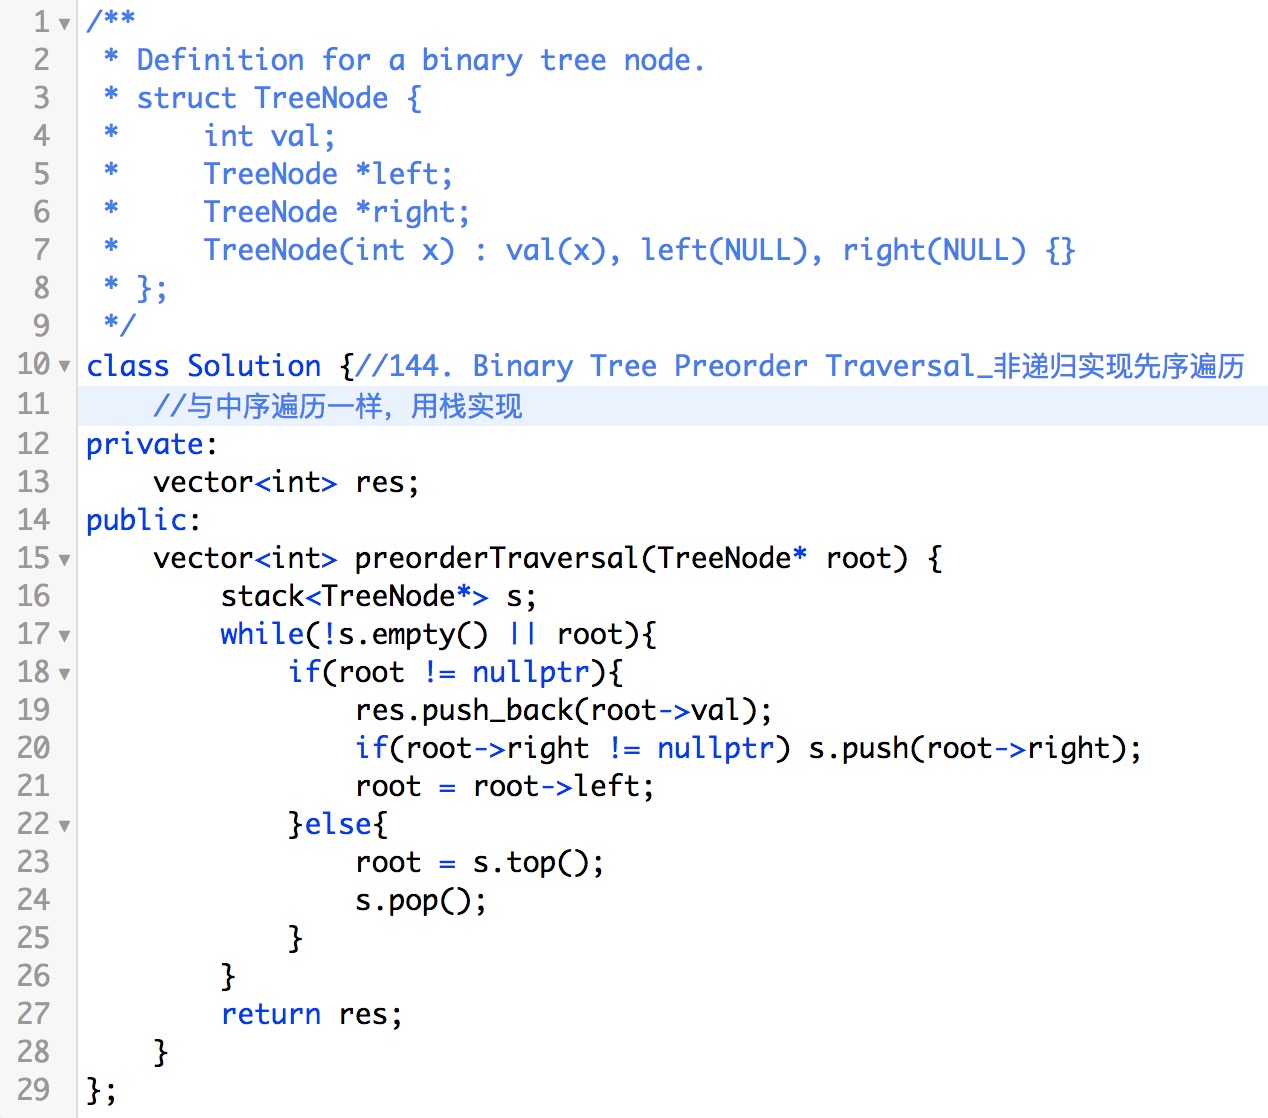 1 /**
2  * Definition for a binary tree node.
3  * struct TreeNode {
4  *     int val;
5  *     TreeNode *left;
6  *     TreeNode *right;
7  *     TreeNode(int x) : val(x), left(NULL), right(NULL) {}
8  * };
9  */
10 class Solution {//144. Binary Tree Preorder Traversal_非递归实现先序遍历
11     //与中序遍历一样，用栈实现
12 private:
13     vector<int> res;
14 public:
15     vector<int> preorderTraversal(TreeNode* root) {
16         stack<TreeNode*> s;
17         while(!s.empty() || root){
18             if(root != nullptr){
19                 res.push_back(root->val);
20                 if(root->right != nullptr) s.push(root->right);
21                 root = root->left;
22             }else{
23                 root = s.top();
24                 s.pop();
25             }
26         }
27         return res;
28     }
29 };